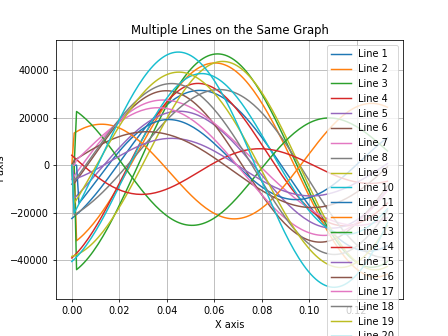 Multiple Lines on the Same Graph
40000
20000
0
−20000
−40000
0.00
0.02
0.04
0.06
0.08
0.10
X axis
Line 1
Line 2
Line 3
Line 4
Line 5
Line 6
Line 7
Line 8
Line 9
Line 10
Line 11
Line 12
Line 13
Line 14
Line 15
Line 16
Line 17
Line 18
Line 19
Line 20